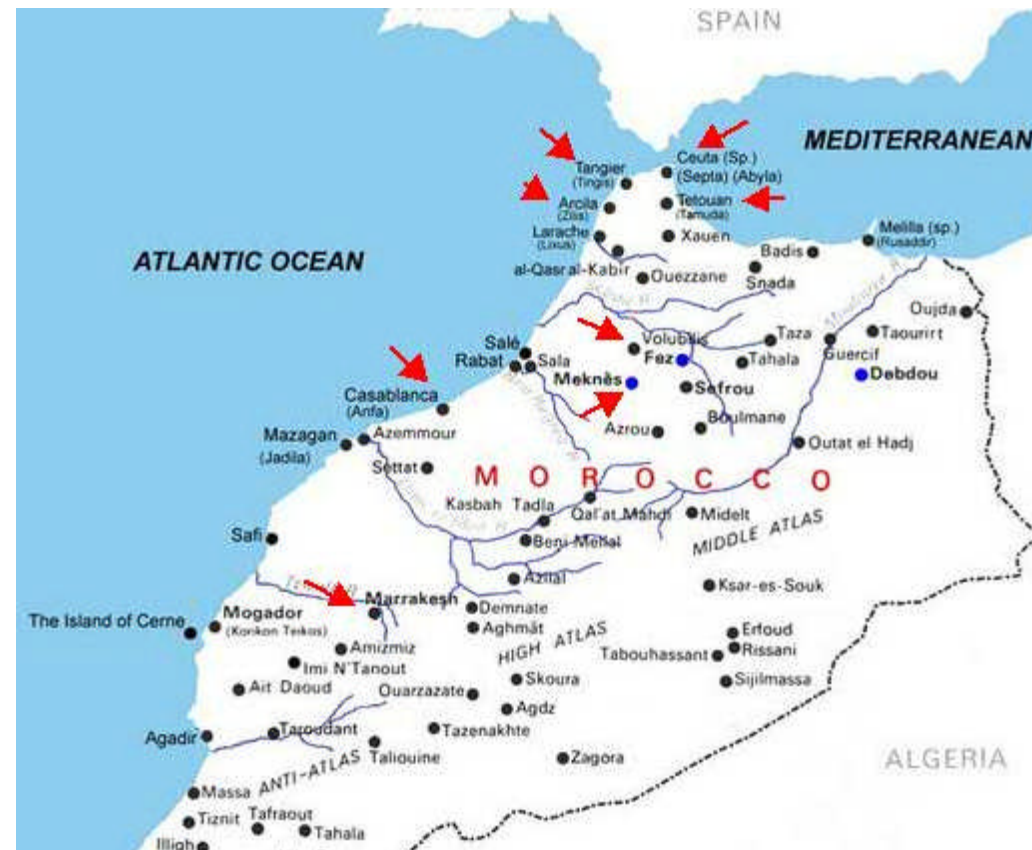 SPAIN
MEDITERRANEAN
Ceuta (Sp.)
(Septa) (Abyla)
Tangier
(Tingis)
Arcila
(Zilis)
Tetouan
(Tamuda)
Larache
(Lixus)
Xauen
Melilla (sp.)
(Rusaddir)
Badis
al-Qasr al-Kabir
Ouezzane
Snada
ATLANTIC OCEAN
Oujda
Taourirt
Taza
Guercif
Volubilis
Fez
Tahala
Salé
Rabat
Sala
Meknès
Sefrou
Debdou
Casablanca
(Anfa)
Boulmane
Azrou
Mazagan
(Jadila)
Azemmour
Outat el Hadj
Settat
MOROCCO
Kasbah Tadla
Qal'at Mahdi
Midelt
MIDDLE ATLAS
Safi
Beni-Mellal
Azilal
Ksar-es-Souk
Marrakesh
Demnate
Mogador
(Karikon Teikos)
The Island of Cerne
Aghmât
HIGH ATLAS
Erfoud
Rissani
Tabouhassant
Amizmiz
Imi N'Tanout
Ait Daoud
Ouarzazate
Skoura
Sijilmassa
Agdz
Agadir
Taroudant
Tazenakhte
Taliouine
Zagora
ALGERIA
ANTI-ATLAS
Massa
Tiznit
Tafraout
Tahala
Illigh